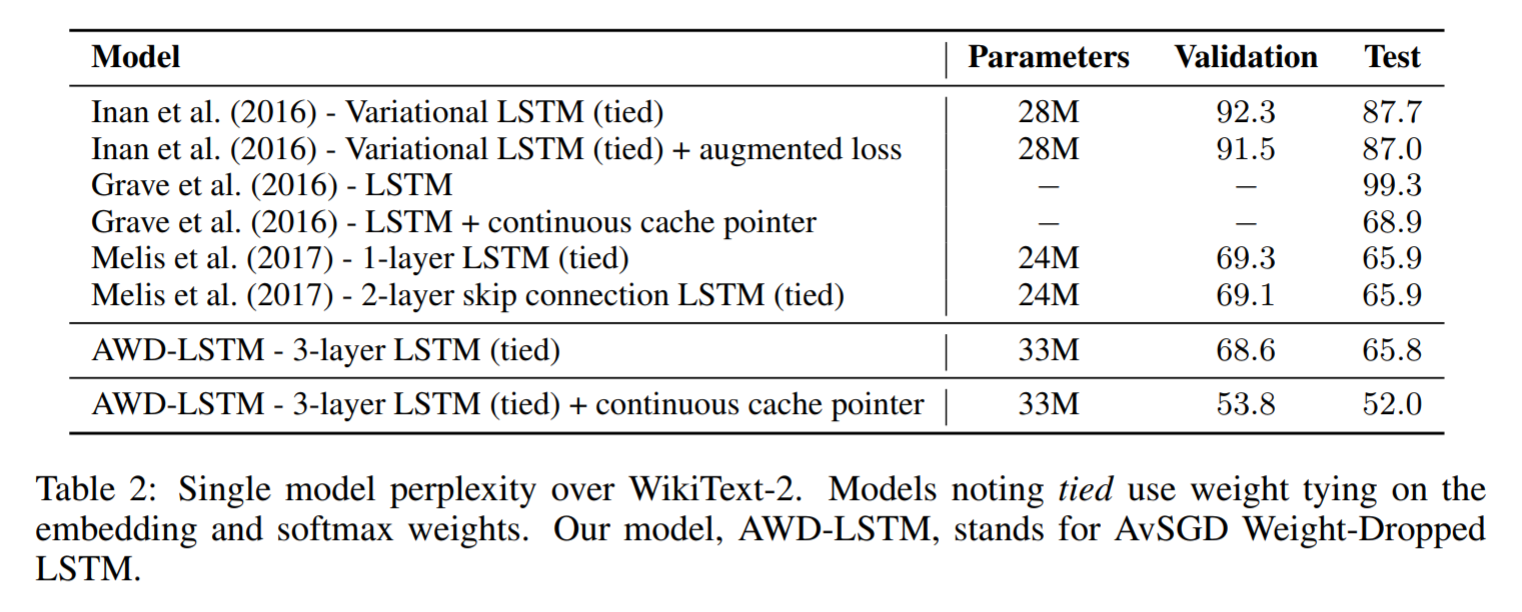 Model Parameters Validation Test
Inan et al. (2016) - Variational LSTM (tied) 28M 92.3 87.7
Inan et al. (2016) - Variational LSTM (tied) + augmented loss 28M 91.5 87.0
Grave et al. (2016) - LSTM – – 99.3
Grave et al. (2016) - LSTM + continuous cache pointer – – 68.9
Melis et al. (2017) - 1-layer LSTM (tied) 24M 69.3 65.9
Melis et al. (2017) - 2-layer skip connection LSTM (tied) 24M 69.1 65.9
AWD-LSTM - 3-layer LSTM (tied) 33M 68.6 65.8
AWD-LSTM - 3-layer LSTM (tied) + continuous cache pointer 33M 53.8 52.0
Table 2: Single model perplexity over WikiText-2. Models noting tied use weight tying on the
embedding and softmax weights. Our model, AWD-LSTM, stands for AvSGD Weight-Dropped
LSTM.